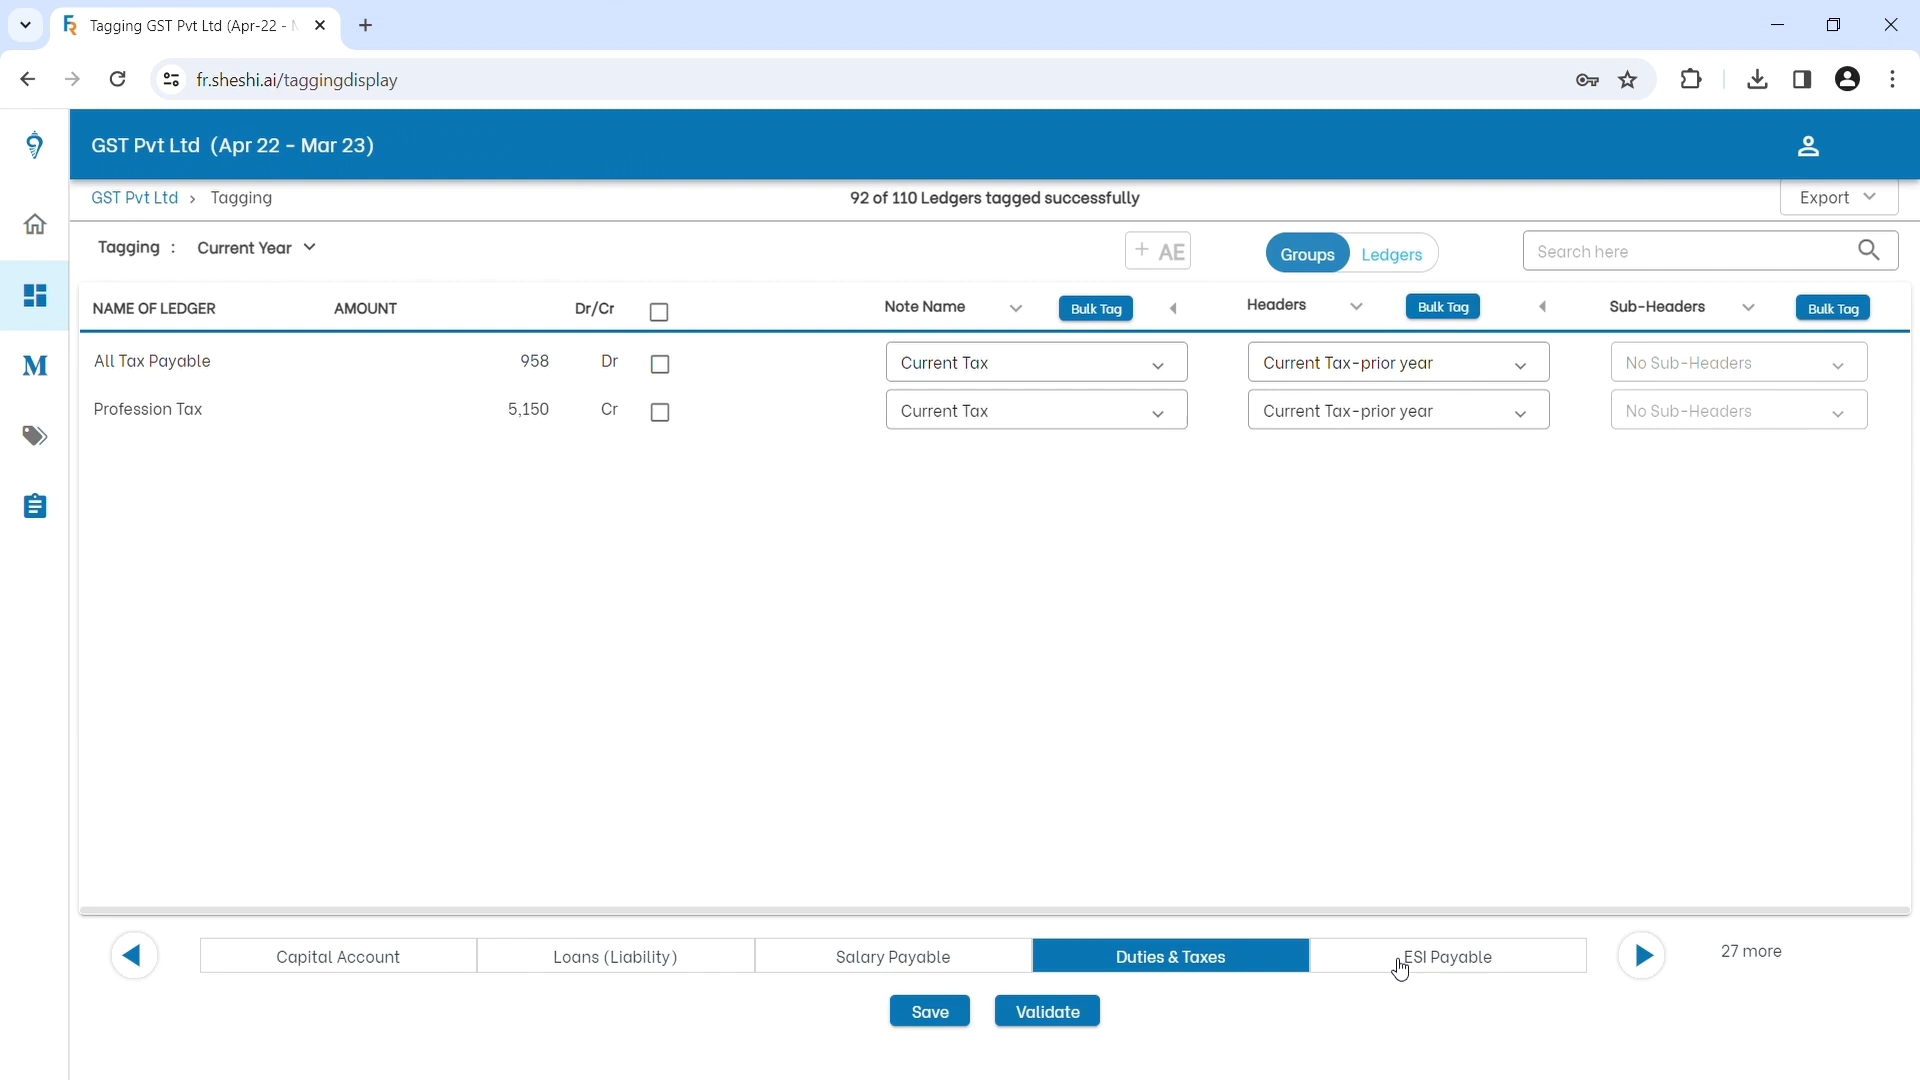 Tagging GST Pvt Ltd (Apr-22 -
fr.sheshi.ai/taggingdisplay
GST Pvt Ltd (Apr 22 - Mar 23)
GST Pvt Ltd > Tagging
92 of 110 Ledgers tagged successfully
Export
Tagging : Current Year
+ AE
Groups Ledgers
Search here
NAME OF LEDGER AMOUNT Dr/Cr Note Name Bulk Tag Headers Bulk Tag Sub-Headers Bulk Tag
All Tax Payable 958 Dr Current Tax Current Tax-prior year No Sub-Headers
Profession Tax 5,150 Cr Current Tax Current Tax-prior year No Sub-Headers
M
Capital Account Loans (Liability) Salary Payable Duties & Taxes ESI Payable 27 more
Save Validate